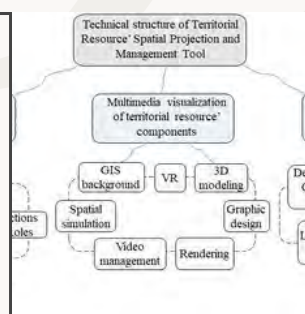 Technical structure of Territorial
Resource' Spatial Projection and
Management Tool
Multimedia visualization
of territorial resource'
components
GIS
background
VR
3D
modeling
Spatial
simulation
Graphic
design
Video
management
Rendering
ctions
oles
De
L